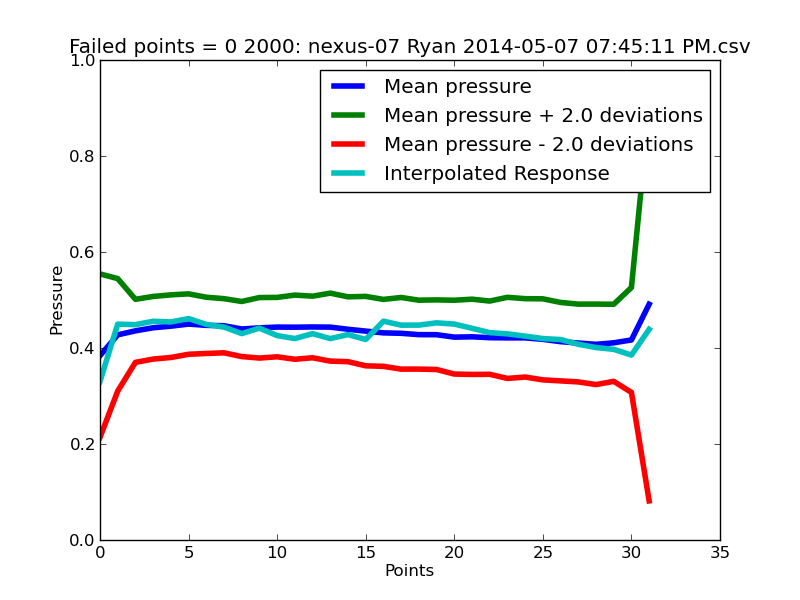 Failed points = 0 2000: nexus-07 Ryan 2014-05-07 07:45:11 PM.csv
Mean pressure
Mean pressure + 2.0 deviations
Mean pressure - 2.0 deviations
Interpolated Response
1.0
0.8
0.6
0.4
0.2
0.0
Pressure
0 5 10 15 20 25 30 35
Points